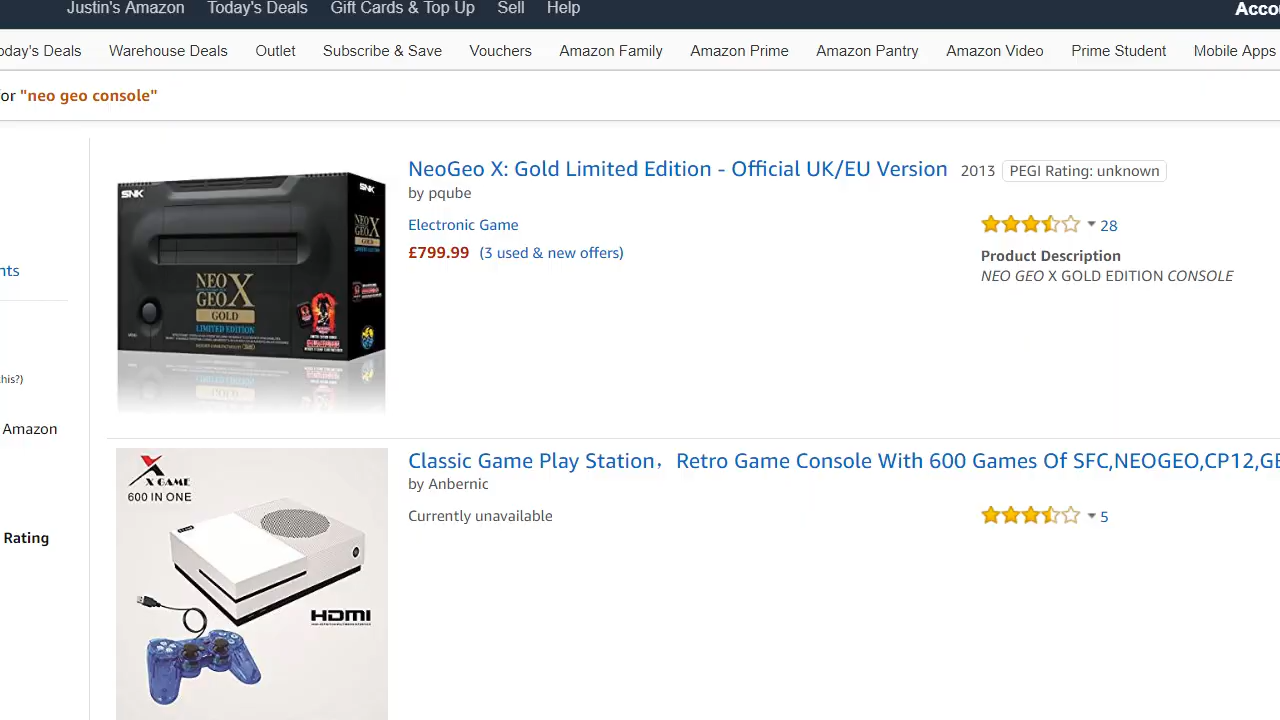 Justin's Amazon Today's Deals Gift Cards & Top Up Sell Help
Acco
oday's Deals Warehouse Deals Outlet Subscribe & Save Vouchers Amazon Family Amazon Prime Amazon Pantry Amazon Video Prime Student Mobile Apps
or "neo geo console"
NeoGeo X: Gold Limited Edition - Official UK/EU Version 2013 PEGI Rating: unknown
by pqube
Electronic Game
28
£799.99 (3 used & new offers)
Product Description
NEO GEO X GOLD EDITION CONSOLE
SNK
SNK
NEO
GEO X
GOLD
LIMITED EDITION
nts
his?)
Amazon
Rating
Classic Game Play Station，Retro Game Console With 600 Games Of SFC,NEOGEO,CP12,GE
by Anbernic
Currently unavailable
5
X GAME
600 IN ONE
HDMI